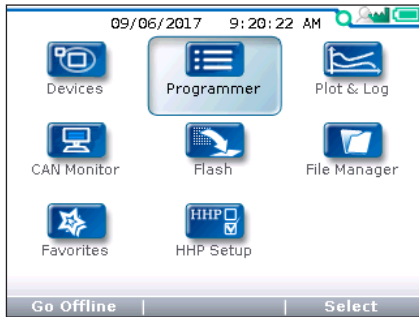 09/06/2017 9:20:22 AM
Devices
Programmer
Plot & Log
CAN Monitor
Flash
File Manager
HHP
Favorites
HHP Setup
Go Offline
Select